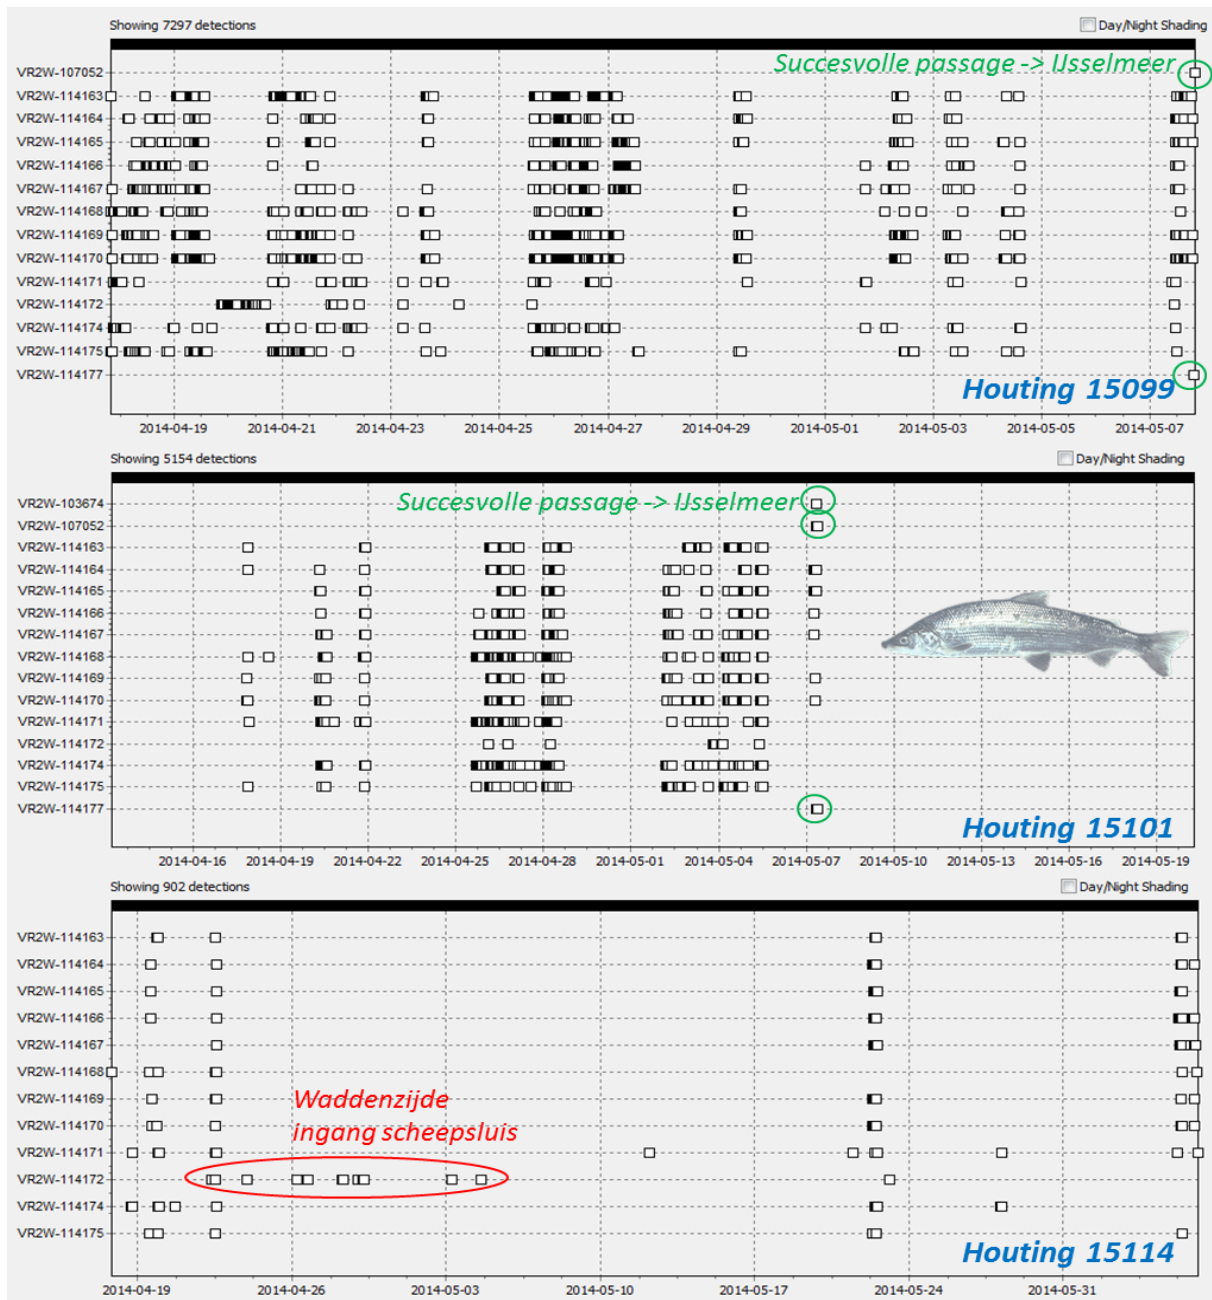 Showing 7297 detections
Day/Night Shading
Succesvolle passage -> IJsselmeer
VR2W-107052
VR2W-114163
VR2W-114164
VR2W-114165
VR2W-114166
VR2W-114167
VR2W-114168
VR2W-114169
VR2W-114170
VR2W-114171
VR2W-114172
VR2W-114174
VR2W-114175
VR2W-114177
Houting 15099
2014-04-19 2014-04-21 2014-04-23 2014-04-25 2014-04-27 2014-04-29 2014-05-01 2014-05-03 2014-05-05 2014-05-07
Showing 5154 detections
Day/Night Shading
VR2W-103674
Succesvolle passage -> IJsselmeer
VR2W-107052
VR2W-114163
VR2W-114164
VR2W-114165
VR2W-114166
VR2W-114167
VR2W-114168
VR2W-114169
VR2W-114170
VR2W-114171
VR2W-114172
VR2W-114174
VR2W-114175
VR2W-114177
Houting 15101
2014-04-16 2014-04-19 2014-04-22 2014-04-25 2014-04-28 2014-05-01 2014-05-04 2014-05-07 2014-05-10 2014-05-13 2014-05-16 2014-05-19
Showing 902 detections
Day/Night Shading
VR2W-114163
VR2W-114164
VR2W-114165
VR2W-114166
VR2W-114167
VR2W-114168
VR2W-114169
Waddenzijde
ingang scheepsluis
VR2W-114170
VR2W-114171
VR2W-114172
VR2W-114174
VR2W-114175
Houting 15114
2014-04-19 2014-04-26 2014-05-03 2014-05-10 2014-05-17 2014-05-24 2014-05-31